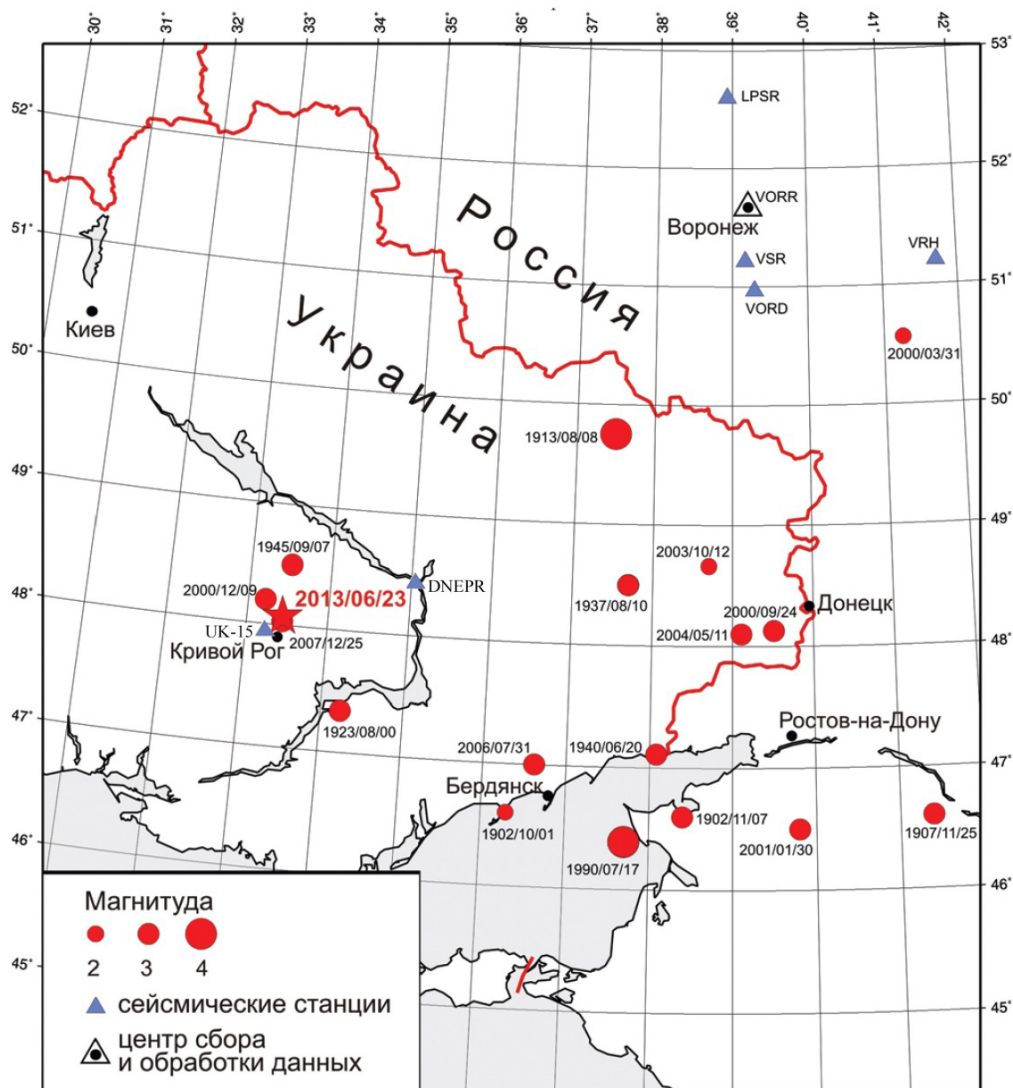 30° 31° 32° 33° 34° 35° 36° 37° 38° 39° 40° 41° 42°
53°
52°
LPSR
52°
VORR
Воронеж
Россия
51°
VRH
VSR
51°
VORD
Киев
Украина
2000/03/31
50°
50°
1913/08/08
49°
49°
1945/09/07
2003/10/12
2000/12/09
2013/06/23
DNEPR
48°
1937/08/10
2000/09/24
Донецк
UK-15
2004/05/11
48°
Кривой Рог
2007/12/25
47°
1923/08/00
Ростов-на-Дону
2006/07/31
1940/06/20
47°
Бердянск
1902/10/01
1902/11/07
1907/11/25
46°
2001/01/30
1990/07/17
46°
Магнитуда
2 3 4
45°
сейсмические станции
45°
центр сбора
и обработки данных